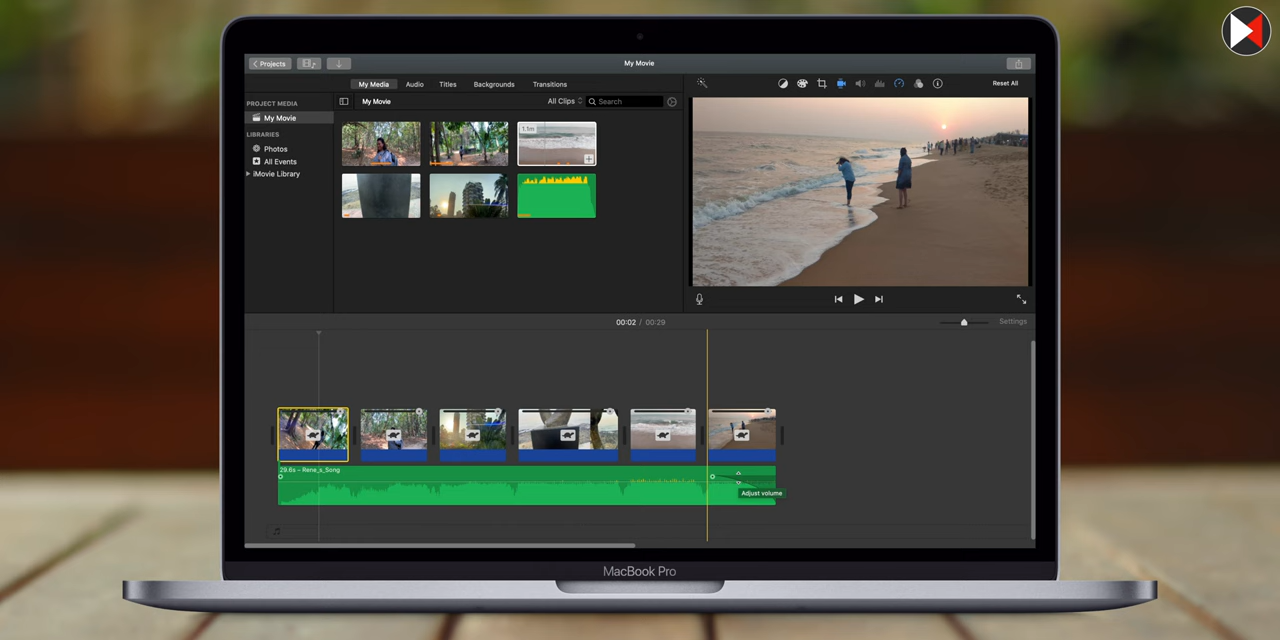 Projects
My Movie
My Media
Audio
Titles
Backgrounds
Transitions
Reset All
PROJECT MEDIA
My Movie
LIBRARIES
Photos
All Events
iMovie Library
My Movie
All Clips
Search
1.1m
00:02 / 00:29
Settings
29.6s – Rene_s_Song
Adjust volume
MacBook Pro